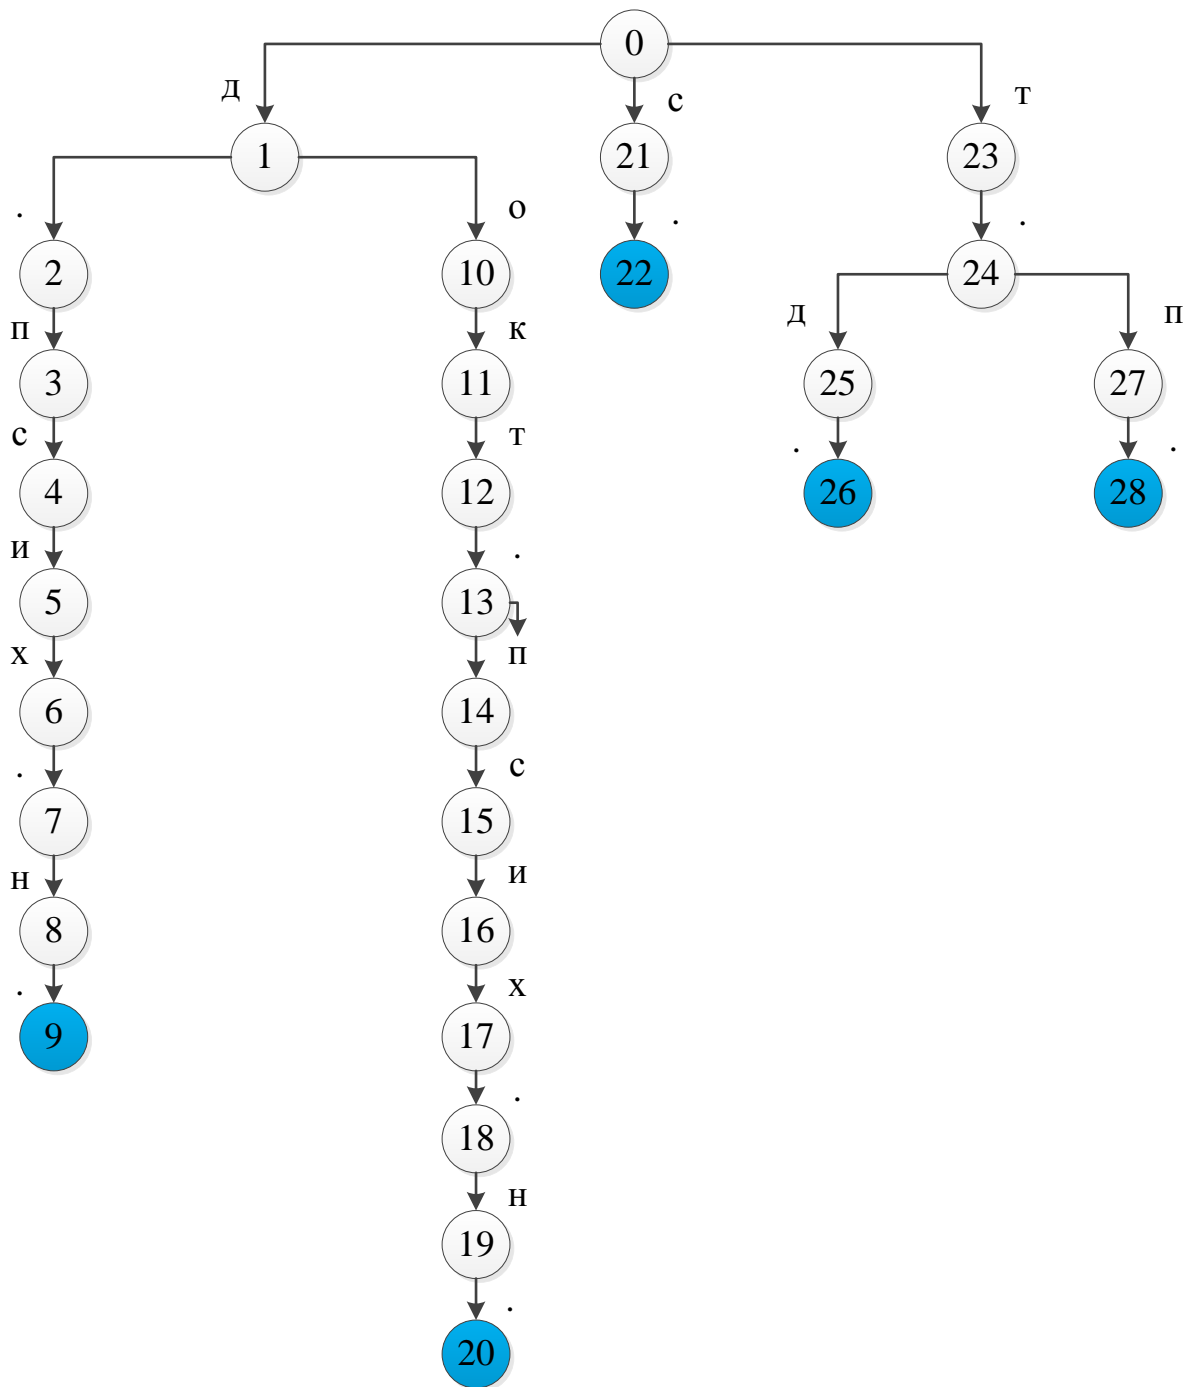 0
д с т
1 21 23
. о . .
2 10 22 24
п к д п
3 11 25 27
с т . .
4 12 26 28
и .
5 13
х п
6 14
. с
7 15
н и
8 16
. х
9 17
.
18
н
19
.
20